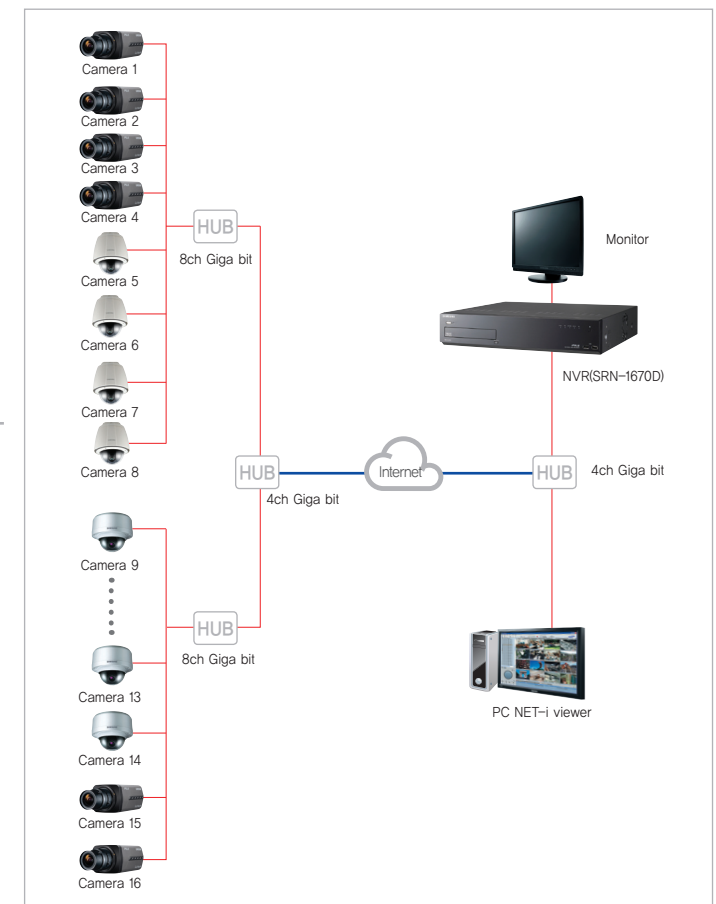 Camera 1
Camera 2
Camera 3
Camera 4
HUB
8ch Giga bit
Camera 5
Camera 6
Camera 7
Camera 8
HUB
4ch Giga bit
Internet
Monitor
NVR(SRN-1670D)
HUB
4ch Giga bit
Camera 9
HUB
8ch Giga bit
Camera 13
Camera 14
Camera 15
Camera 16
PC NET-i viewer